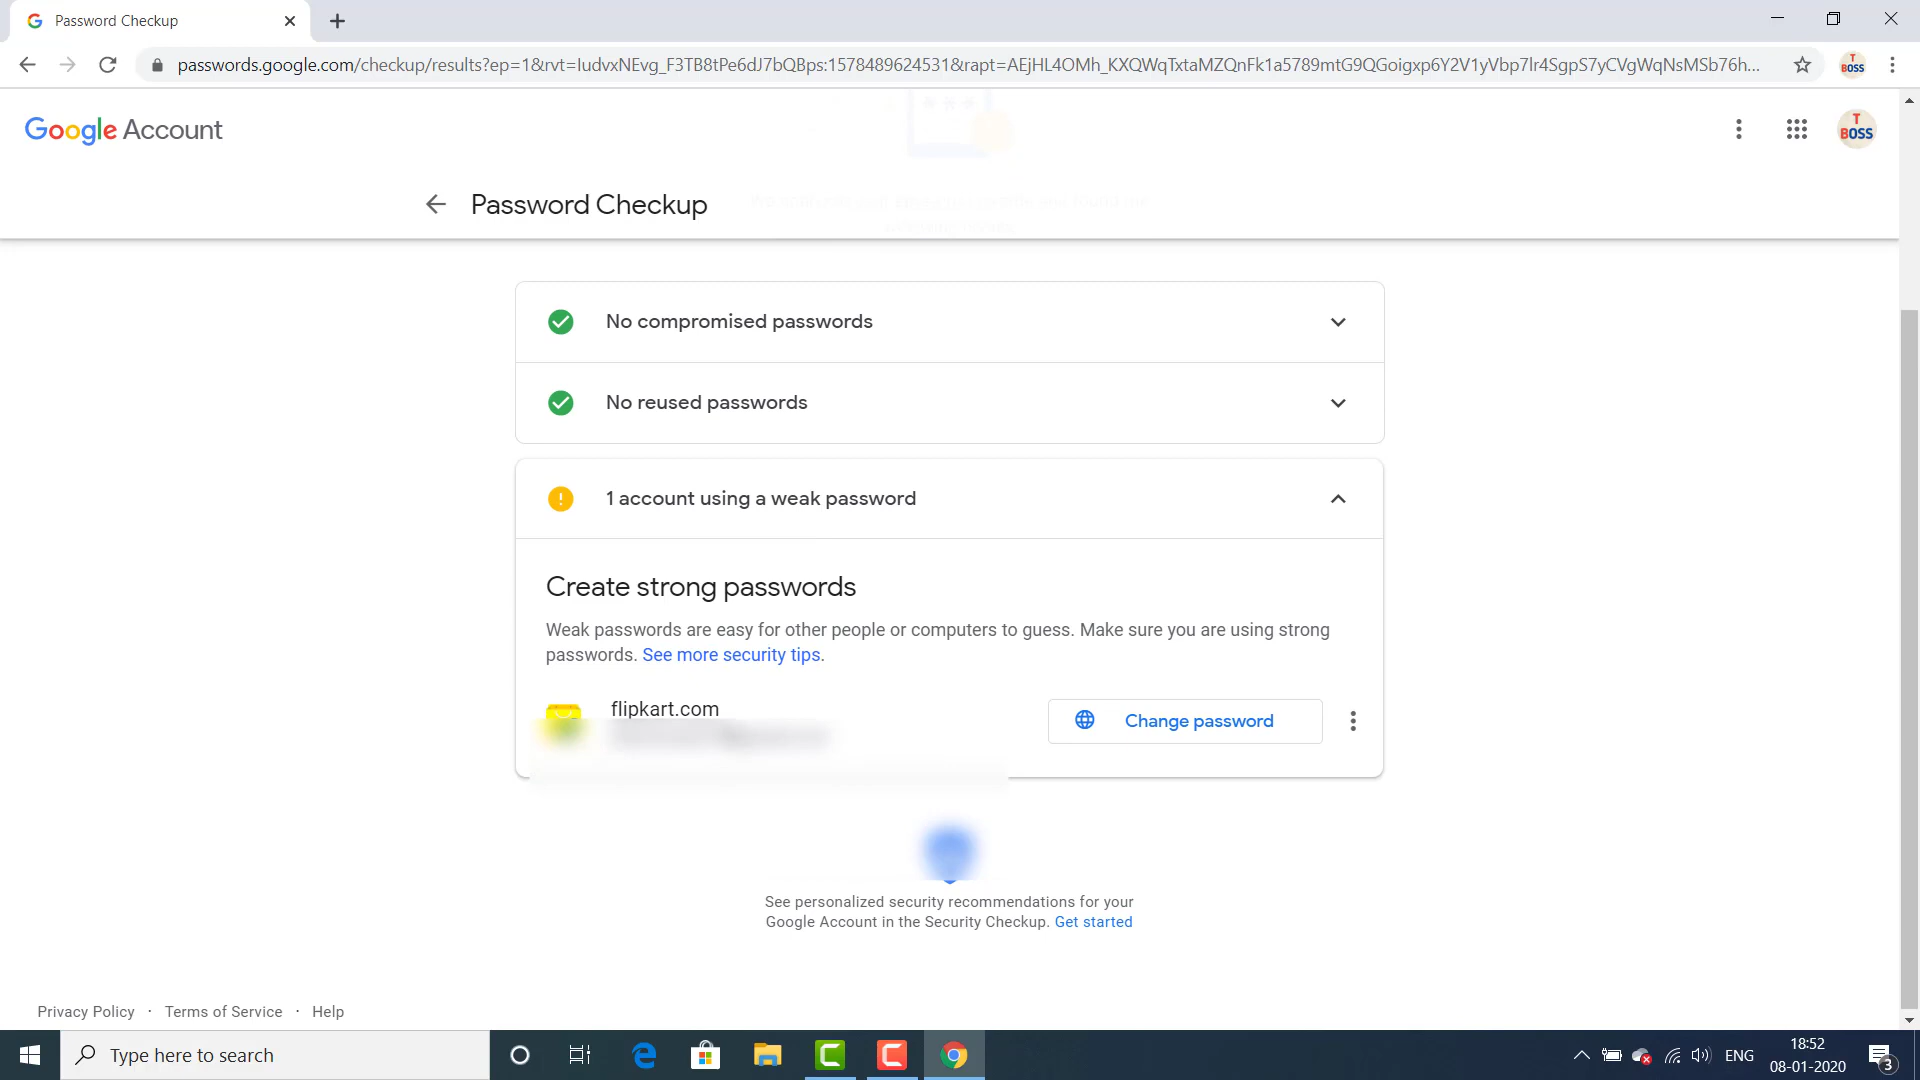 Password Checkup
passwords.google.com/checkup/results?ep=1&rvt=IudvxNEvg_F3TB8tPe6dJ7bQBps:1578489624531&rapt=AEjHL4OMh_KXQWqTxtaMZQnFk1a5789mtG9QGoigxp6Y2V1yVbp7lr4SgpS7yCVgWqNsMSb76h...
T
BOSS
Google Account
T
BOSS
Password Checkup
No compromised passwords
No reused passwords
1 account using a weak password
Create strong passwords
Weak passwords are easy for other people or computers to guess. Make sure you are using strong
passwords. See more security tips.
flipkart.com
Change password
See personalized security recommendations for your
Google Account in the Security Checkup. Get started
Privacy Policy · Terms of Service · Help
Type here to search
ENG
18:52
08-01-2020
3